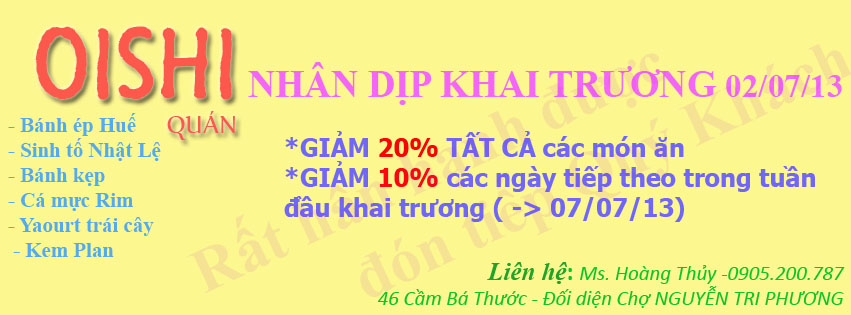 OISHI
QUÁN
NHÂN DỊP KHAI TRƯƠNG 02/07/13
- Bánh ép Huế
- Sinh tố Nhật Lệ
- Bánh kẹp
- Cá mực Rim
- Yaourt trái cây
- Kem Plan
*GIẢM 20% TẤT CẢ các món ăn
*GIẢM 10% các ngày tiếp theo trong tuần
đầu khai trương ( -> 07/07/13)
Rất hân hạnh được
đón tiếp Quý Khách
Liên hệ: Ms. Hoàng Thủy -0905.200.787
46 Cầm Bá Thước - Đối diện Chợ NGUYỄN TRI PHƯƠNG